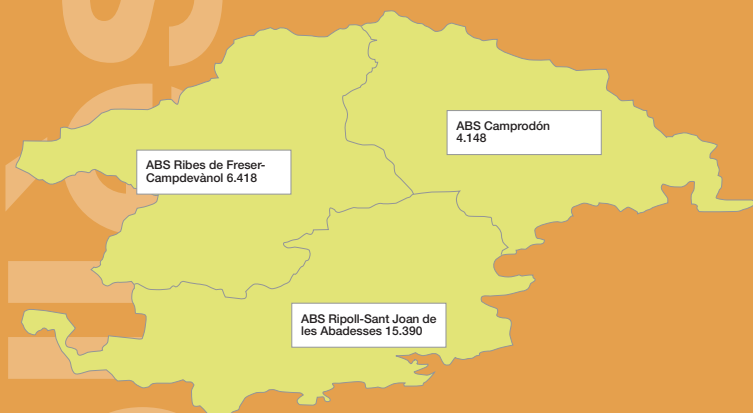 ABS Camprodón
4.148
ABS Ribes de Freser-
Campdevànol 6.418
ABS Ripoll-Sant Joan de
les Abadesses 15.390